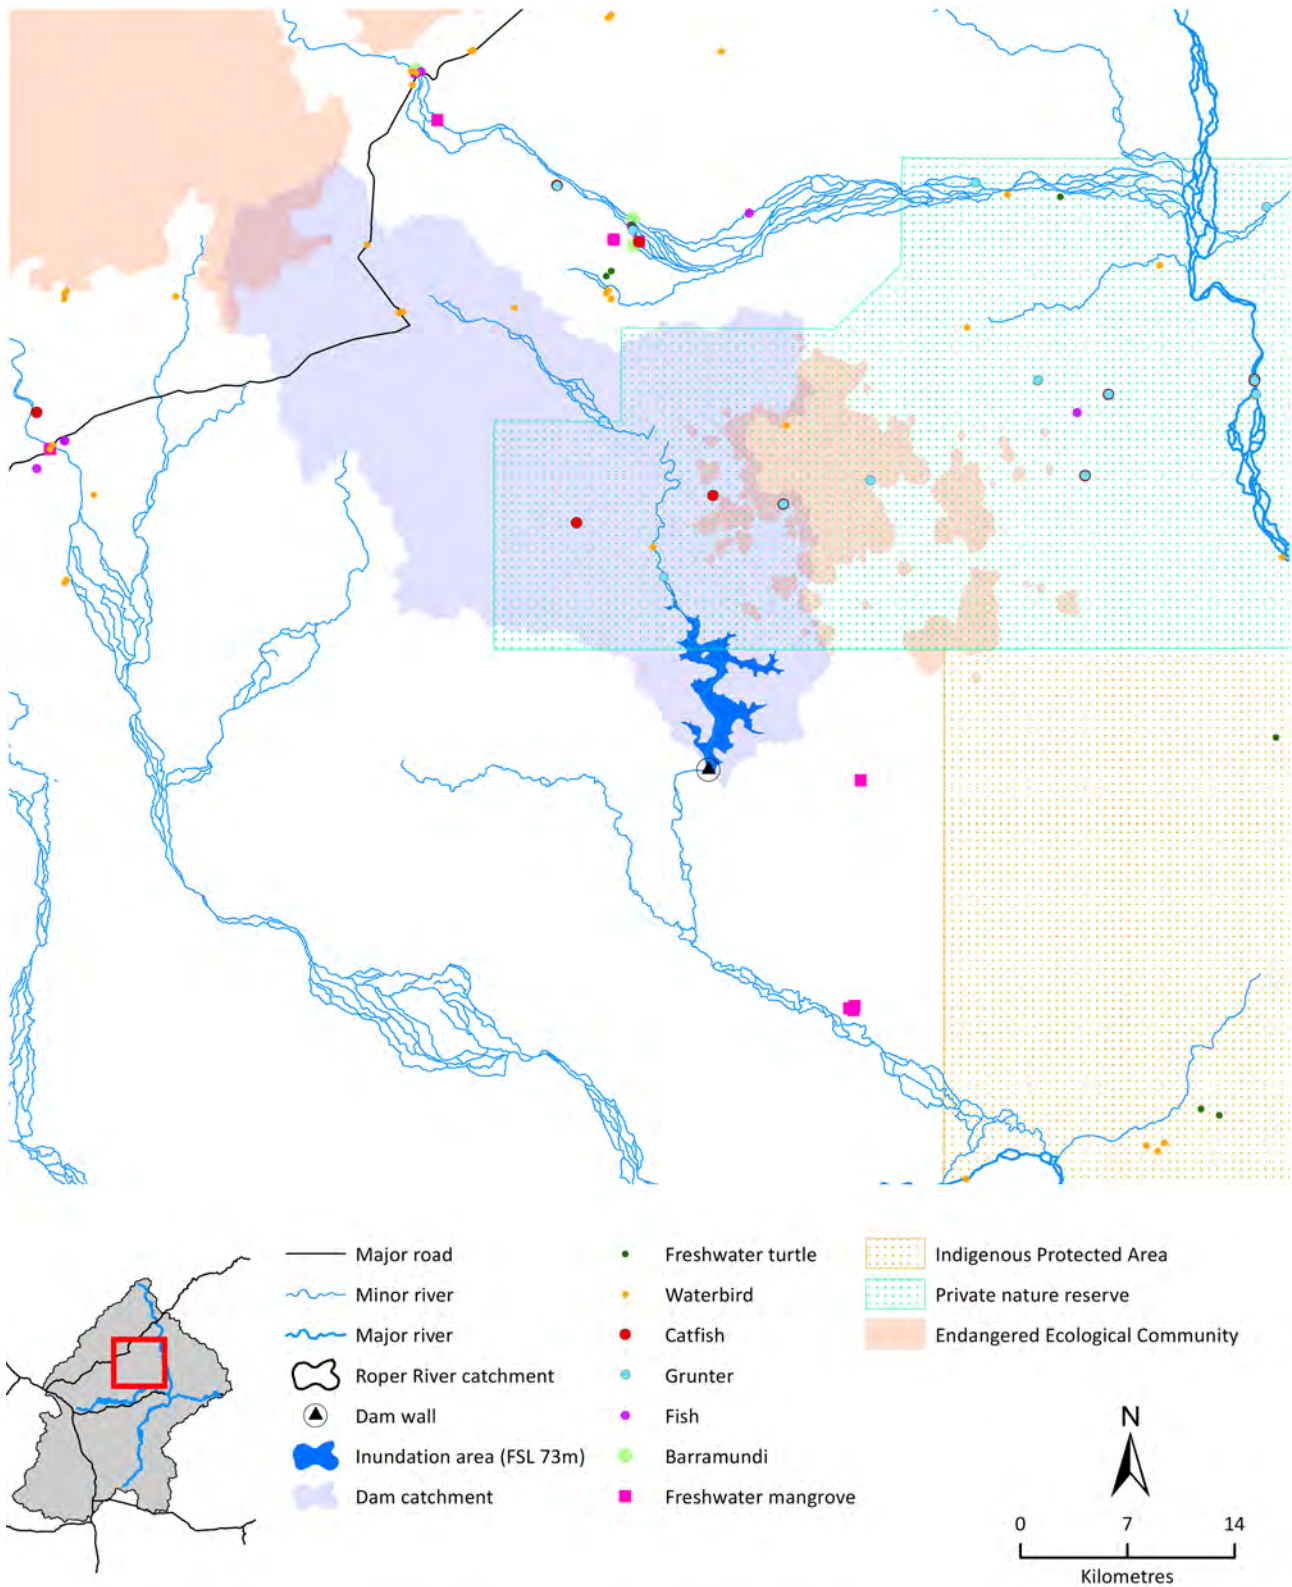 Major road
Minor river
Major river
Roper River catchment
Dam wall
Inundation area (FSL 73m)
Dam catchment
Freshwater turtle
Waterbird
Catfish
Grunter
Fish
Barramundi
Freshwater mangrove
Indigenous Protected Area
Private nature reserve
Endangered Ecological Community
N
0 7 14
Kilometres